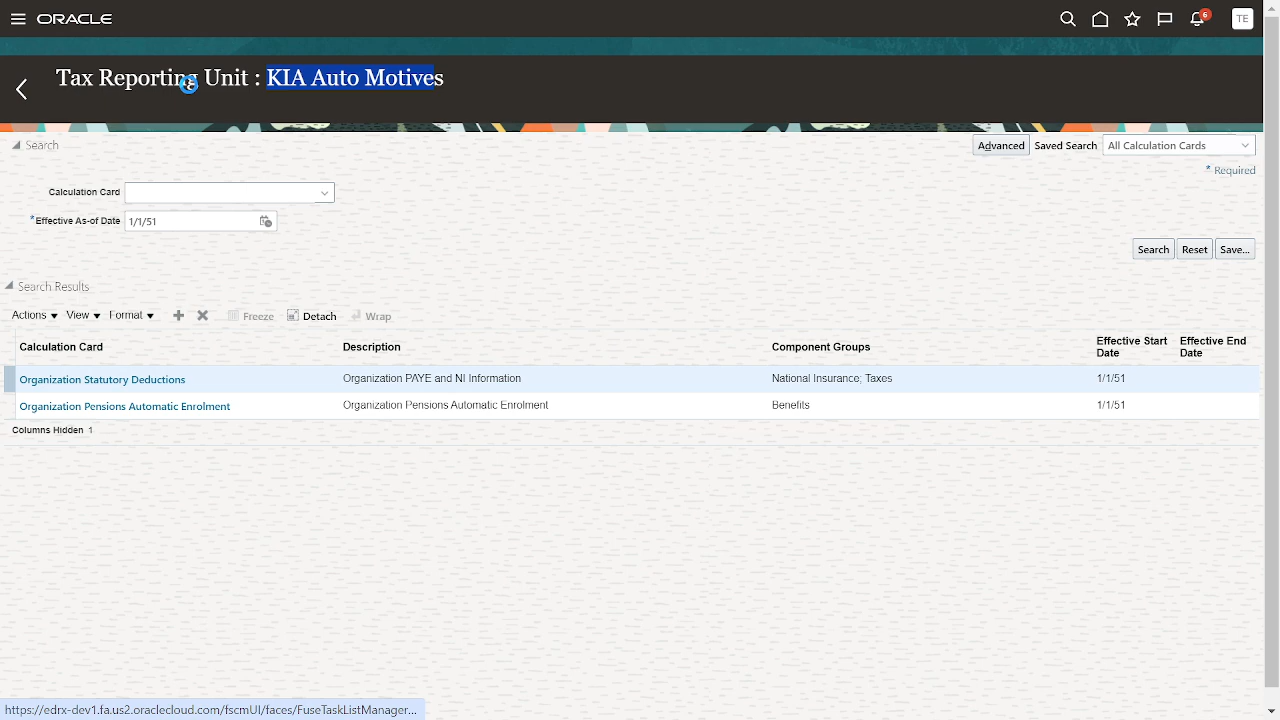 ORACLE
6
TE
Tax Reporting Unit : KIA Auto Motives
Search
Advanced Saved Search All Calculation Cards
* Required
Calculation Card
*Effective As-of Date 1/1/51
Search Reset Save...
Search Results
Actions View Format Freeze Detach Wrap
Calculation Card Description Component Groups Effective Start Date Effective End Date
Organization Statutory Deductions Organization PAYE and NI Information National Insurance; Taxes 1/1/51
Organization Pensions Automatic Enrolment Organization Pensions Automatic Enrolment Benefits 1/1/51
Columns Hidden 1
https://edrx-dev1.fa.us2.oraclecloud.com/fscmUI/faces/FuseTaskListManager...